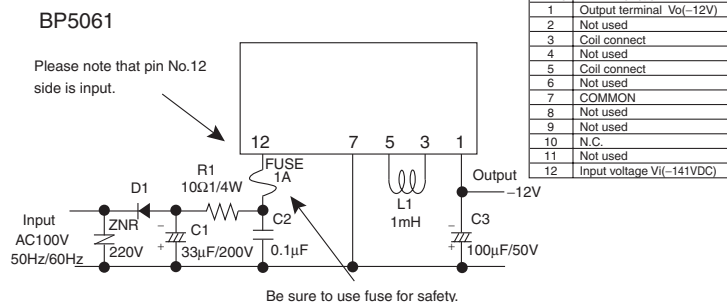 BP5061
Please note that pin No.12
side is input.
12 7 5 3 1
FUSE
1A
R1
10Ω1/4W
D1
L1
1mH
Output
−12V
Input
AC100V
50Hz/60Hz
ZNR
220V
− C1
+ 33μF/200V
C2
0.1μF
− C3
+ 100μF/50V
Be sure to use fuse for safety.
1 Output terminal Vo(−12V)
2 Not used
3 Coil connect
4 Not used
5 Coil connect
6 Not used
7 COMMON
8 Not used
9 Not used
10 N.C.
11 Not used
12 Input voltage Vi(−141VDC)